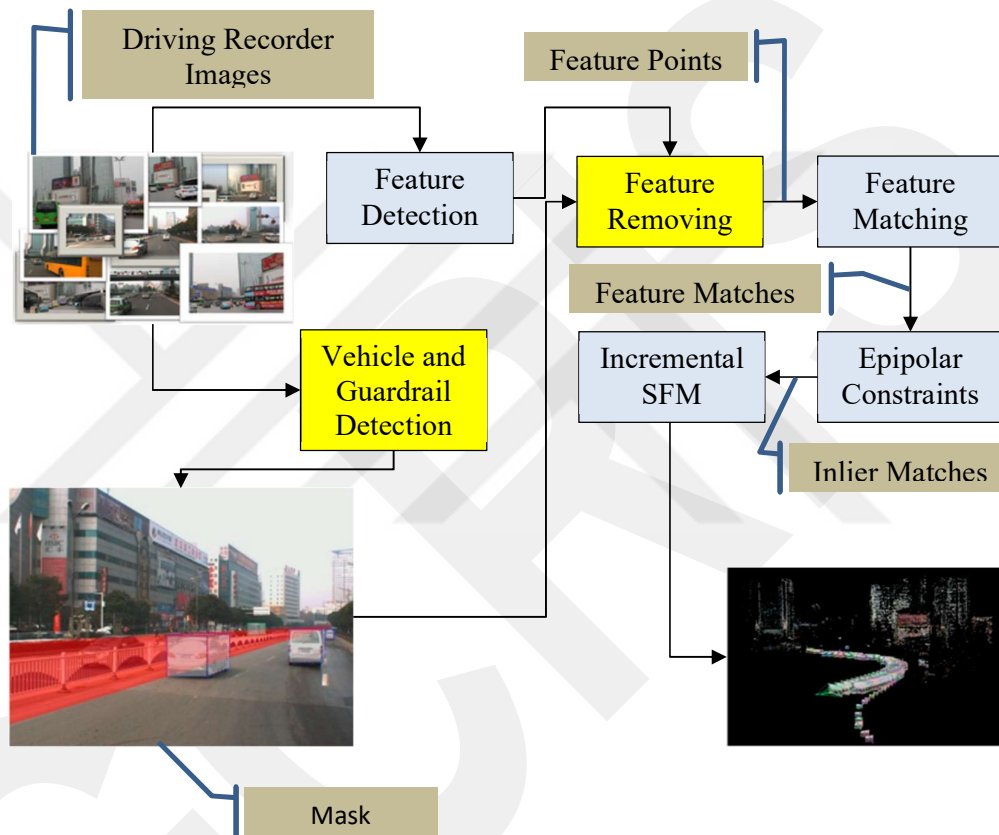 Driving Recorder
Images
Feature Points
Feature
Detection
Feature
Removing
Feature
Matching
Feature Matches
Vehicle and
Guardrail
Detection
Incremental
SFM
Epipolar
Constraints
Inlier Matches
HSBC
Mask